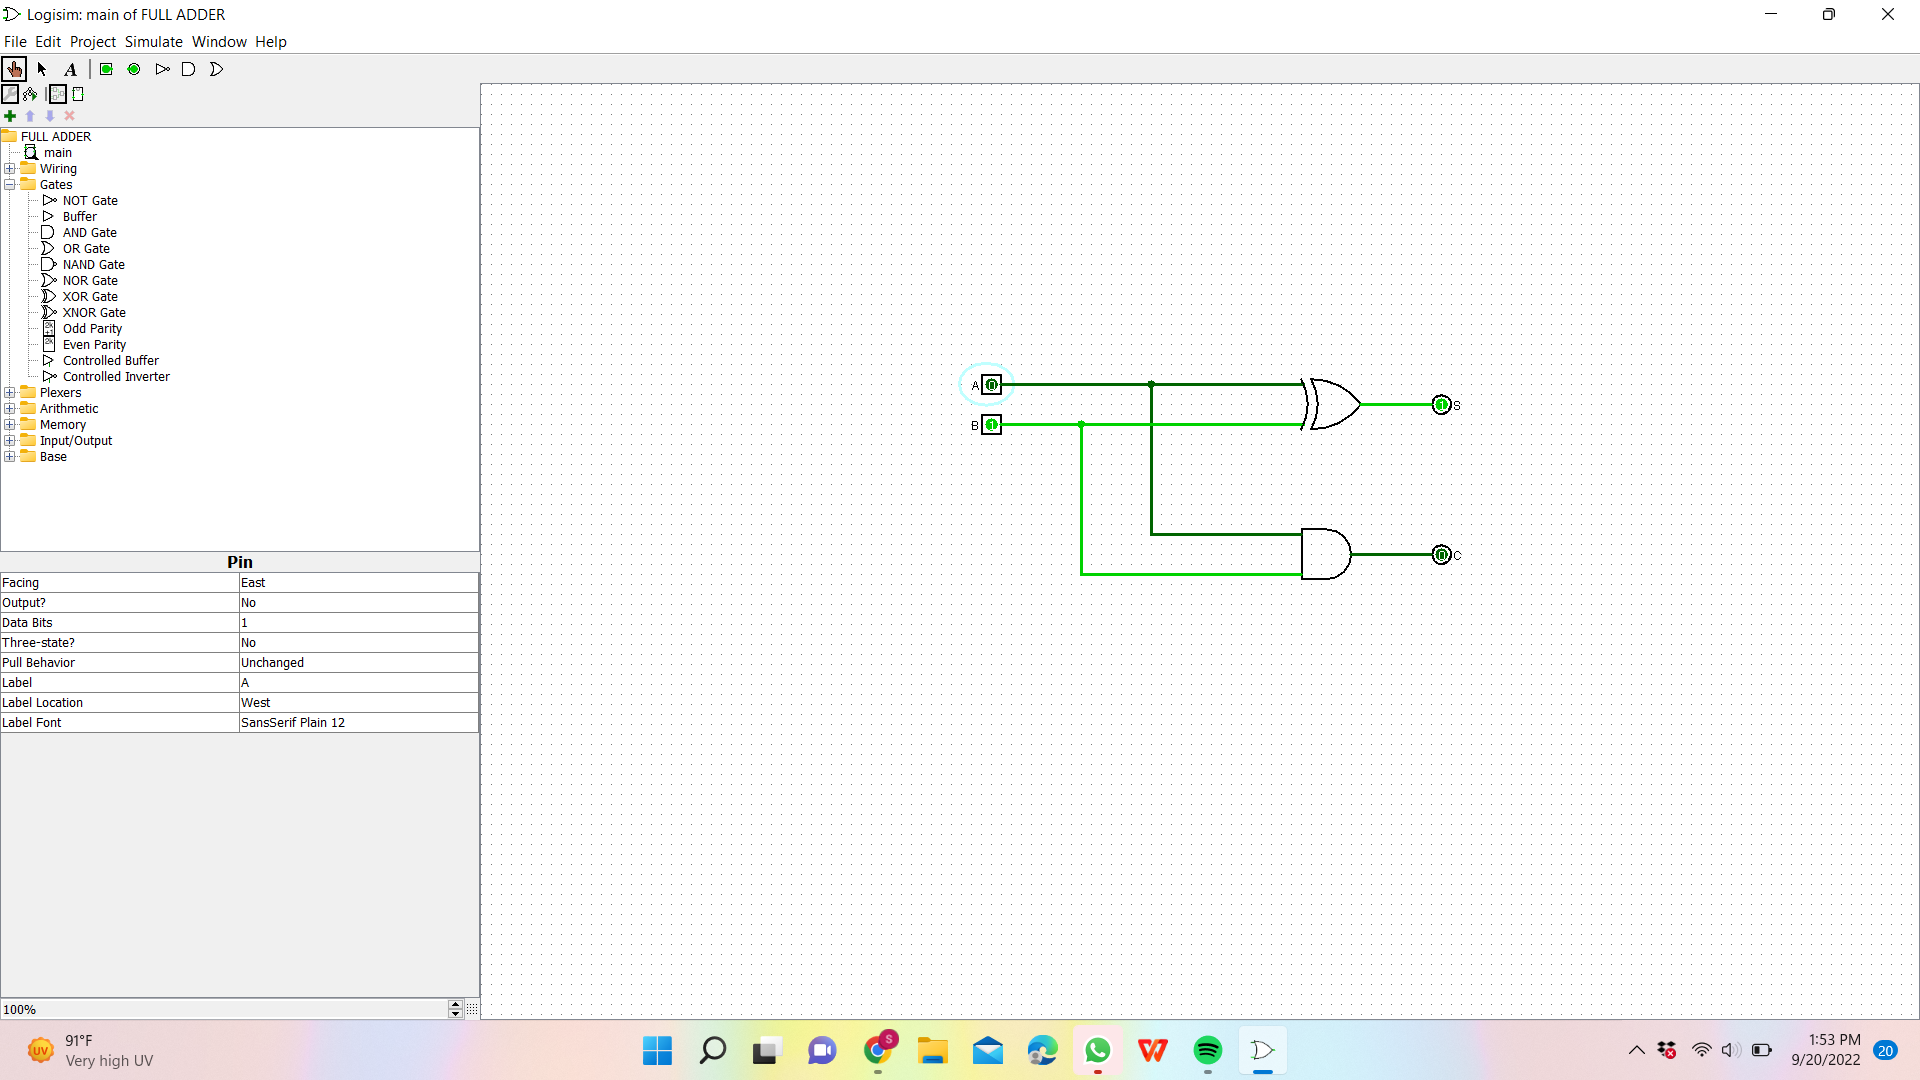 Logisim: main of FULL ADDER
File Edit Project Simulate Window Help
A
FULL ADDER
main
Wiring
Gates
NOT Gate
Buffer
AND Gate
OR Gate
NAND Gate
NOR Gate
XOR Gate
XNOR Gate
Odd Parity
Even Parity
Controlled Buffer
Controlled Inverter
Plexers
Arithmetic
Memory
Input/Output
Base
Pin
Facing East
Output? No
Data Bits 1
Three-state? No
Pull Behavior Unchanged
Label A
Label Location West
Label Font SansSerif Plain 12
100%
A 0
B 1
1 S
0 C
UV
91°F
Very high UV
S
W
1:53 PM
9/20/2022
20